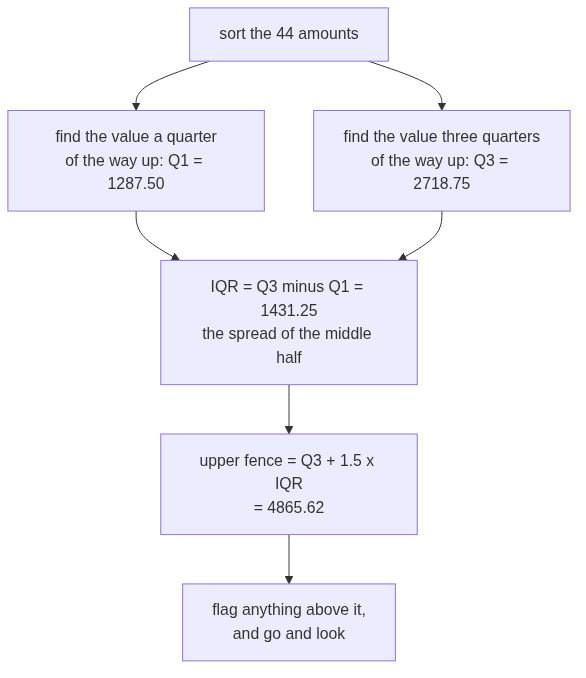 sort the 44 amounts
find the value a quarter
of the way up: Q1 =
1287.50
find the value three quarters
of the way up: Q3 =
2718.75
IQR = Q3 minus Q1 =
1431.25
the spread of the middle
half
upper fence = Q3 + 1.5 x
IQR
= 4865.62
flag anything above it,
and go and look